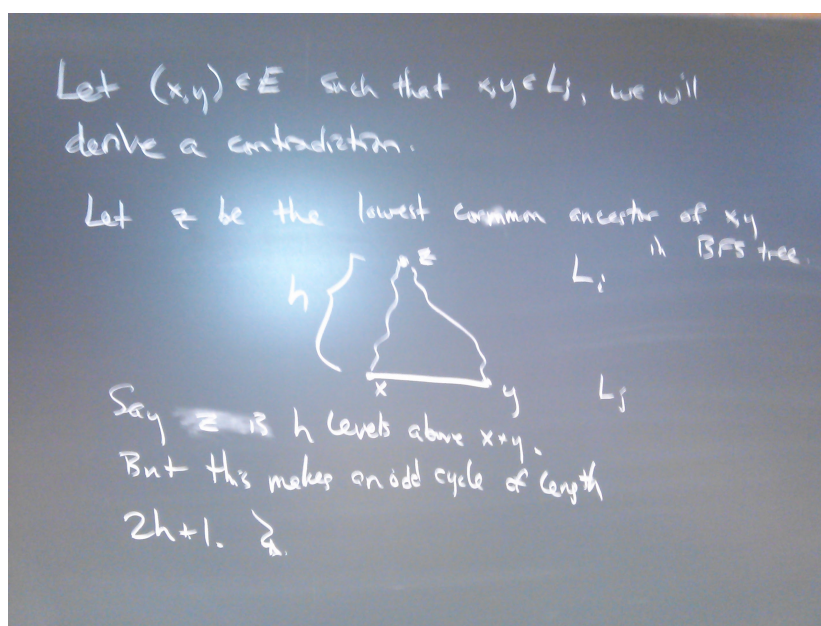 Let (x,y) ∈ E such that x,y ∈ Lj, we will
derive a contradiction.
Let z be the lowest common ancestor of x,y
in BFS tree.
z
Li
h
x
y
Lj
Say z is h levels above x+y.
But this makes an odd cycle of length
2h+1.